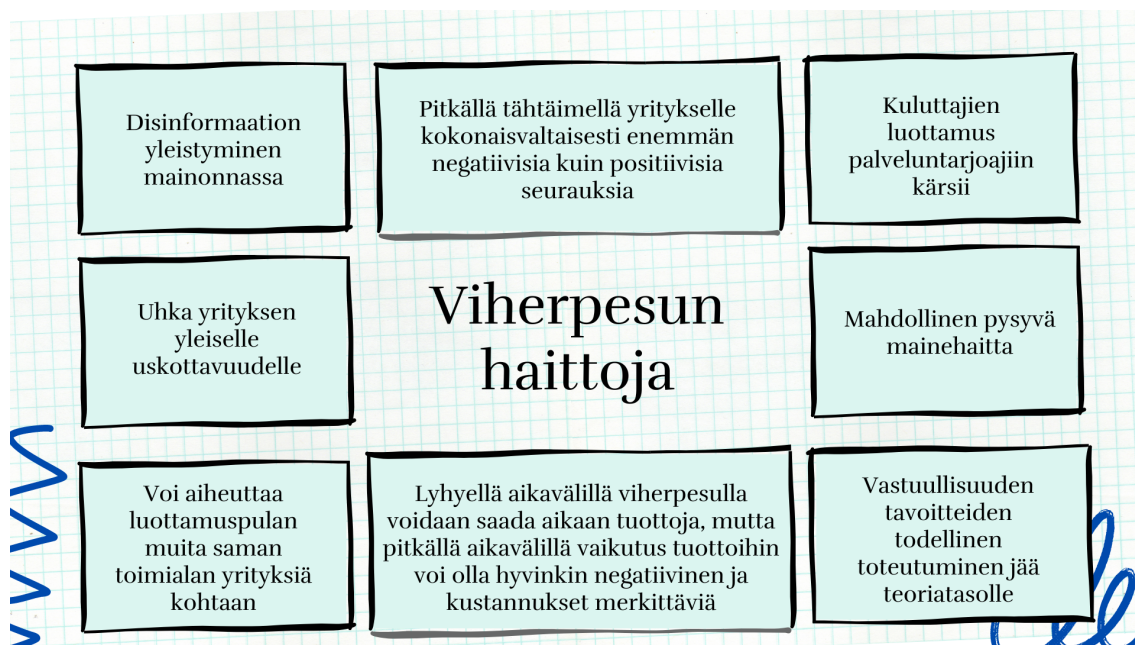 Disinformaation
yleistyminen
mainonnassa
Pitkällä tähtäimellä yritykselle
kokonaisvaltaisesti enemmän
negatiivisia kuin positiivisia
seurauksia
Kuluttajien
luottamus
palveluntarjoajiin
kärsii
Uhka yrityksen
yleiselle
uskottavuudelle
Viherpesun
haittoja
Mahdollinen pysyvä
mainehaitta
Voi aiheuttaa
luottamuspulan
muita saman
toimialan yrityksiä
kohtaan
Lyhyellä aikavälillä viherpesulla
voidaan saada aikaan tuottoja, mutta
pitkällä aikavälillä vaikutus tuottoihin
voi olla hyvinkin negatiivinen ja
kustannukset merkittäviä
Vastuullisuuden
tavoitteiden
todellinen
toteutuminen jää
teoriatasolle